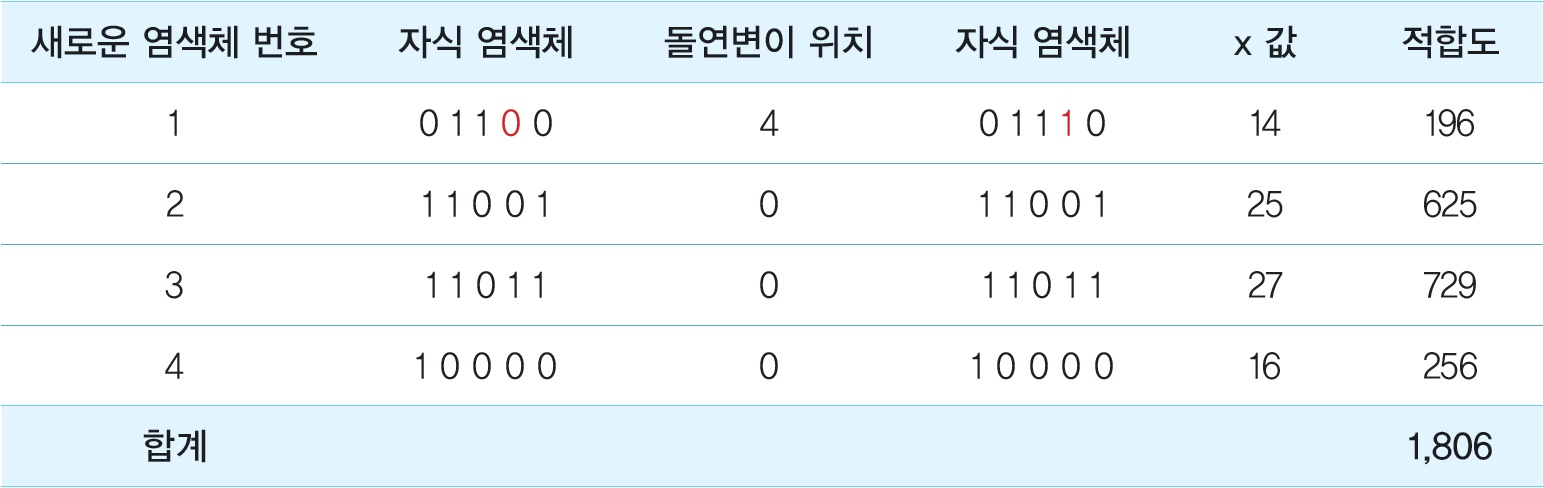 새로운 염색체 번호 자식 염색체 돌연변이 위치 자식 염색체 x 값 적합도
1 0 1 1 0 0 4 0 1 1 1 0 14 196
2 1 1 0 0 1 0 1 1 0 0 1 25 625
3 1 1 0 1 1 0 1 1 0 1 1 27 729
4 1 0 0 0 0 0 1 0 0 0 0 16 256
합계 1,806